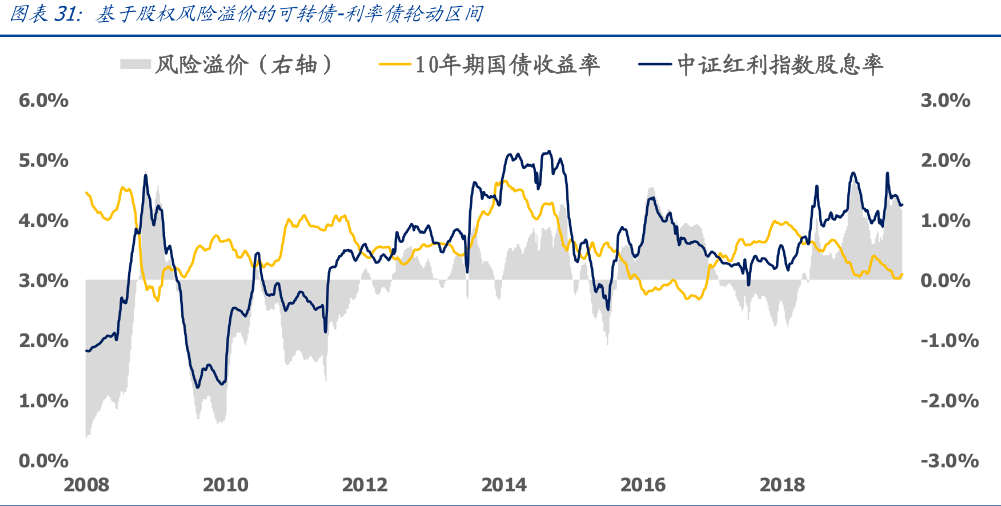 图表 31：基于股权风险溢价的可转债-利率债轮动区间
风险溢价（右轴） 10年期国债收益率 中证红利指数股息率
6.0% 3.0%
5.0% 2.0%
4.0% 1.0%
3.0% 0.0%
2.0% -1.0%
1.0% -2.0%
0.0% -3.0%
2008 2010 2012 2014 2016 2018